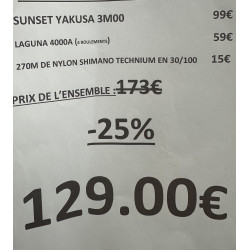 SUNSET YAKUSA 3M00 99€
LAGUNA 4000A (6 ROULEMENTS) 59€
270M DE NYLON SHIMANO TECHNIUM EN 30/100 15€
PRIX DE L'ENSEMBLE : 173€
-25%
129.00€